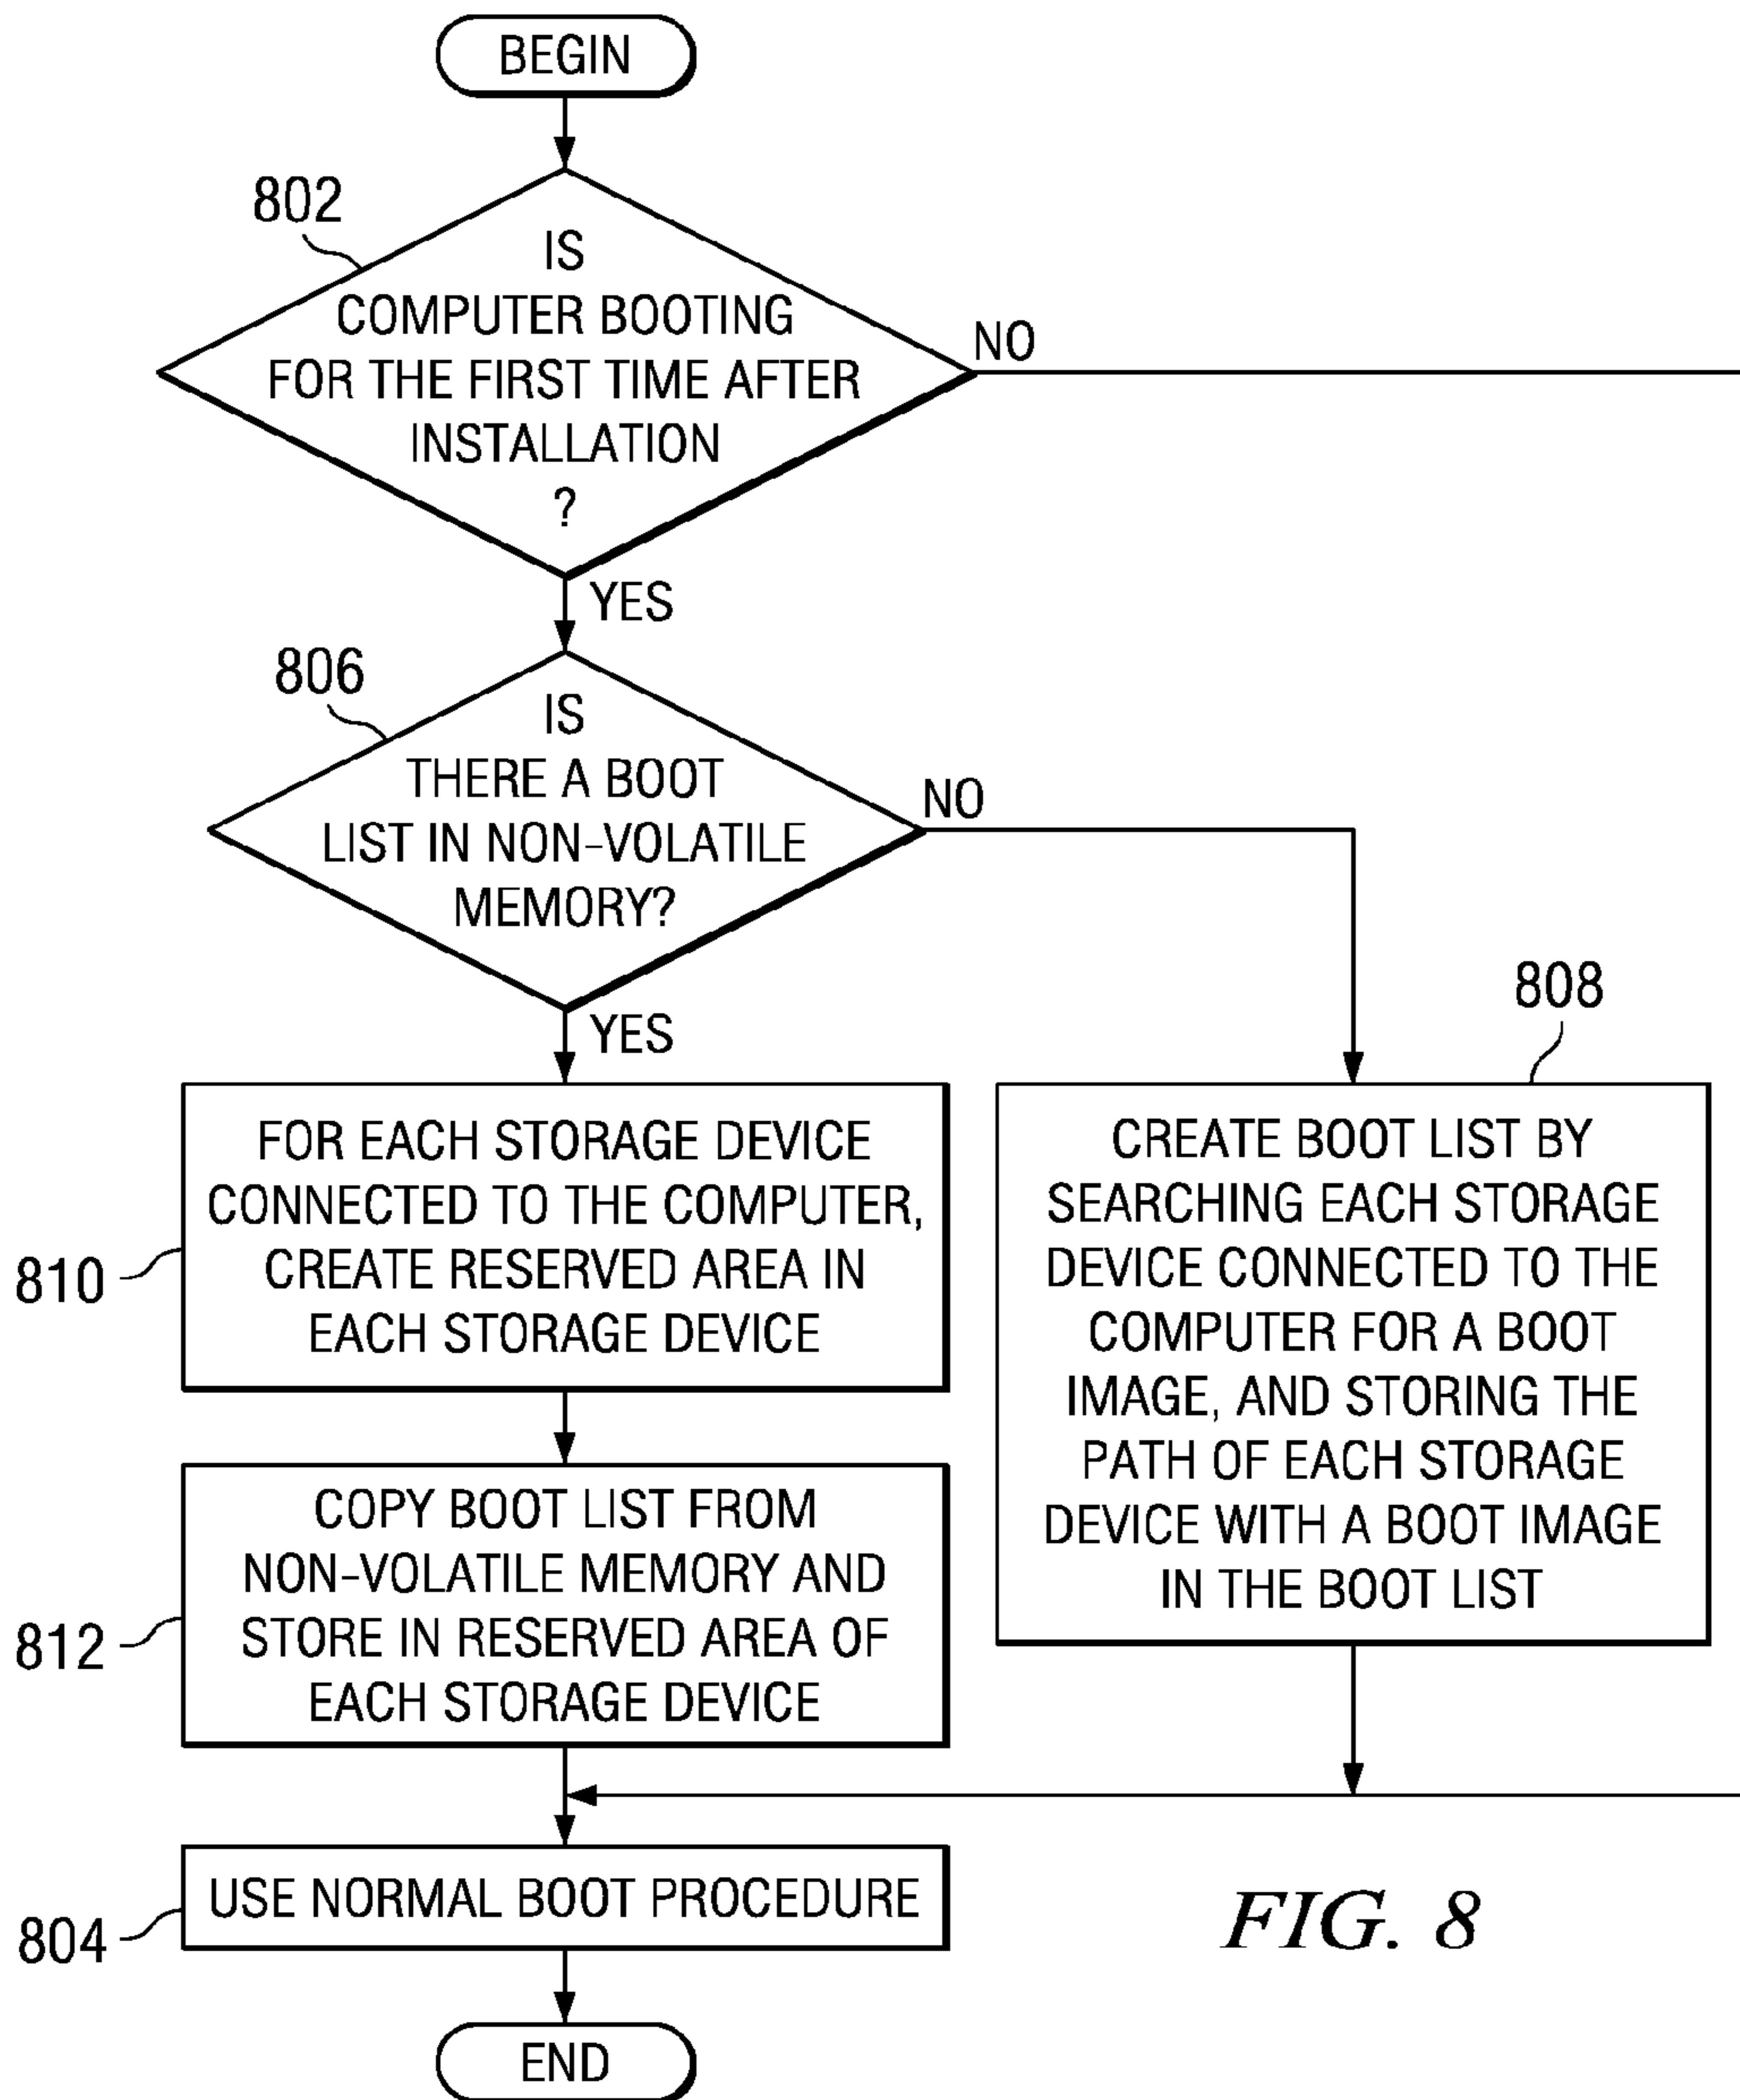 BEGIN
802
IS
COMPUTER BOOTING
FOR THE FIRST TIME AFTER
INSTALLATION
?
NO
YES
806
IS
THERE A BOOT
LIST IN NON-VOLATILE
MEMORY?
NO
YES
810
FOR EACH STORAGE DEVICE
CONNECTED TO THE COMPUTER,
CREATE RESERVED AREA IN
EACH STORAGE DEVICE
808
CREATE BOOT LIST BY
SEARCHING EACH STORAGE
DEVICE CONNECTED TO THE
COMPUTER FOR A BOOT
IMAGE, AND STORING THE
PATH OF EACH STORAGE
DEVICE WITH A BOOT IMAGE
IN THE BOOT LIST
812
COPY BOOT LIST FROM
NON-VOLATILE MEMORY AND
STORE IN RESERVED AREA OF
EACH STORAGE DEVICE
804
USE NORMAL BOOT PROCEDURE
END
FIG. 8